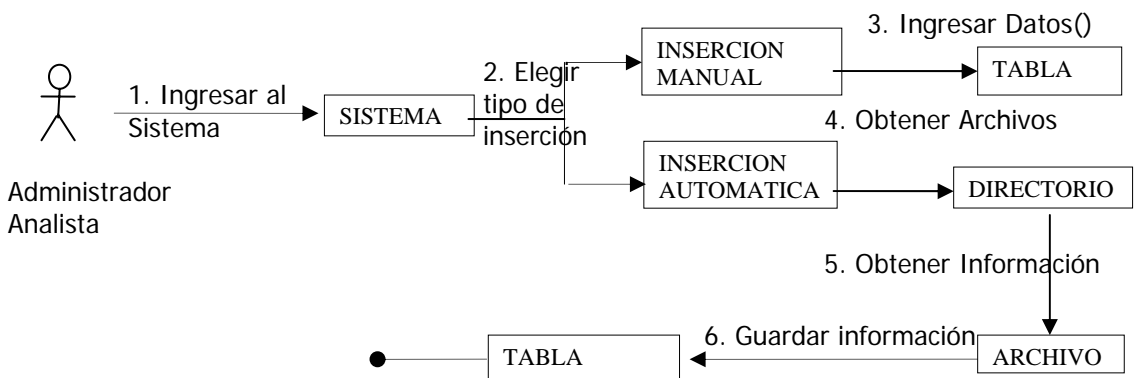 3. Ingresar Datos()
INSERCION
MANUAL
TABLA
2. Elegir
tipo de
inserción
1. Ingresar al
Sistema
SISTEMA
4. Obtener Archivos
INSERCION
AUTOMATICA
DIRECTORIO
Administrador
Analista
5. Obtener Información
6. Guardar información
TABLA
ARCHIVO